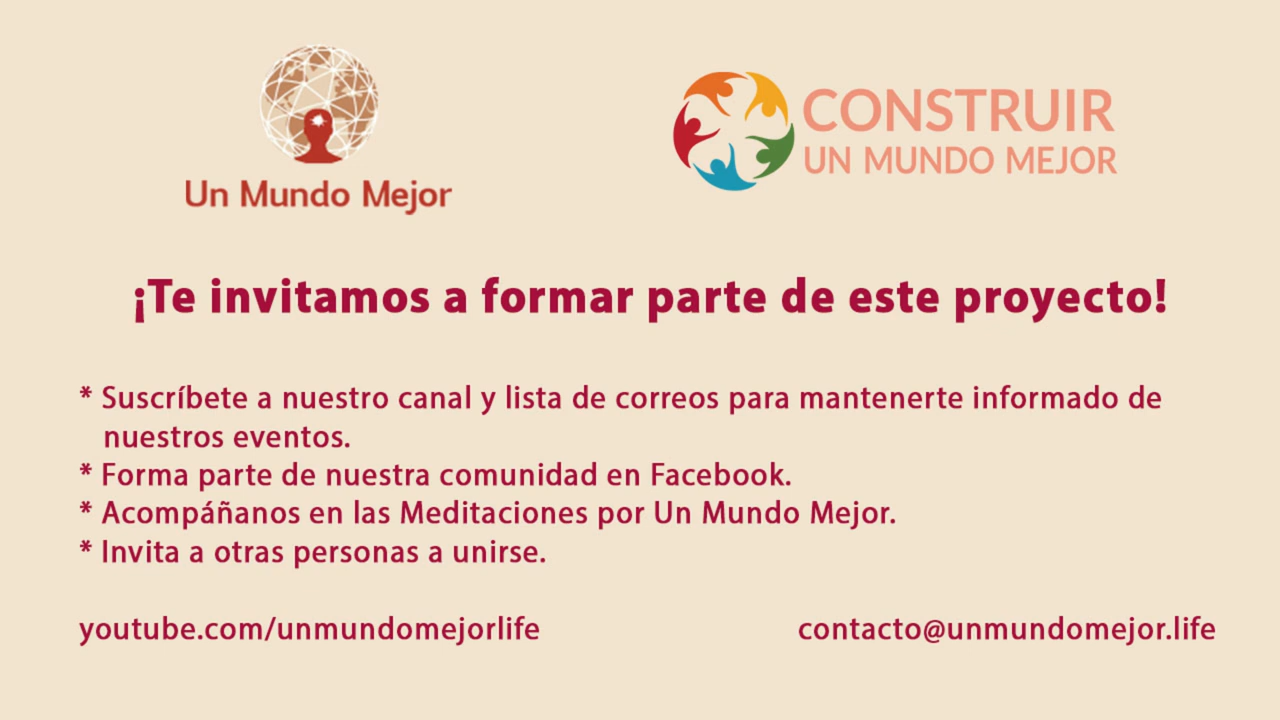 Un Mundo Mejor
CONSTRUIR
UN MUNDO MEJOR
¡Te invitamos a formar parte de este proyecto!
* Suscríbete a nuestro canal y lista de correos para mantenerte informado de
nuestros eventos.
* Forma parte de nuestra comunidad en Facebook.
* Acompáñanos en las Meditaciones por Un Mundo Mejor.
* Invita a otras personas a unirse.
youtube.com/unmundomejorlife
contacto@unmundomejor.life